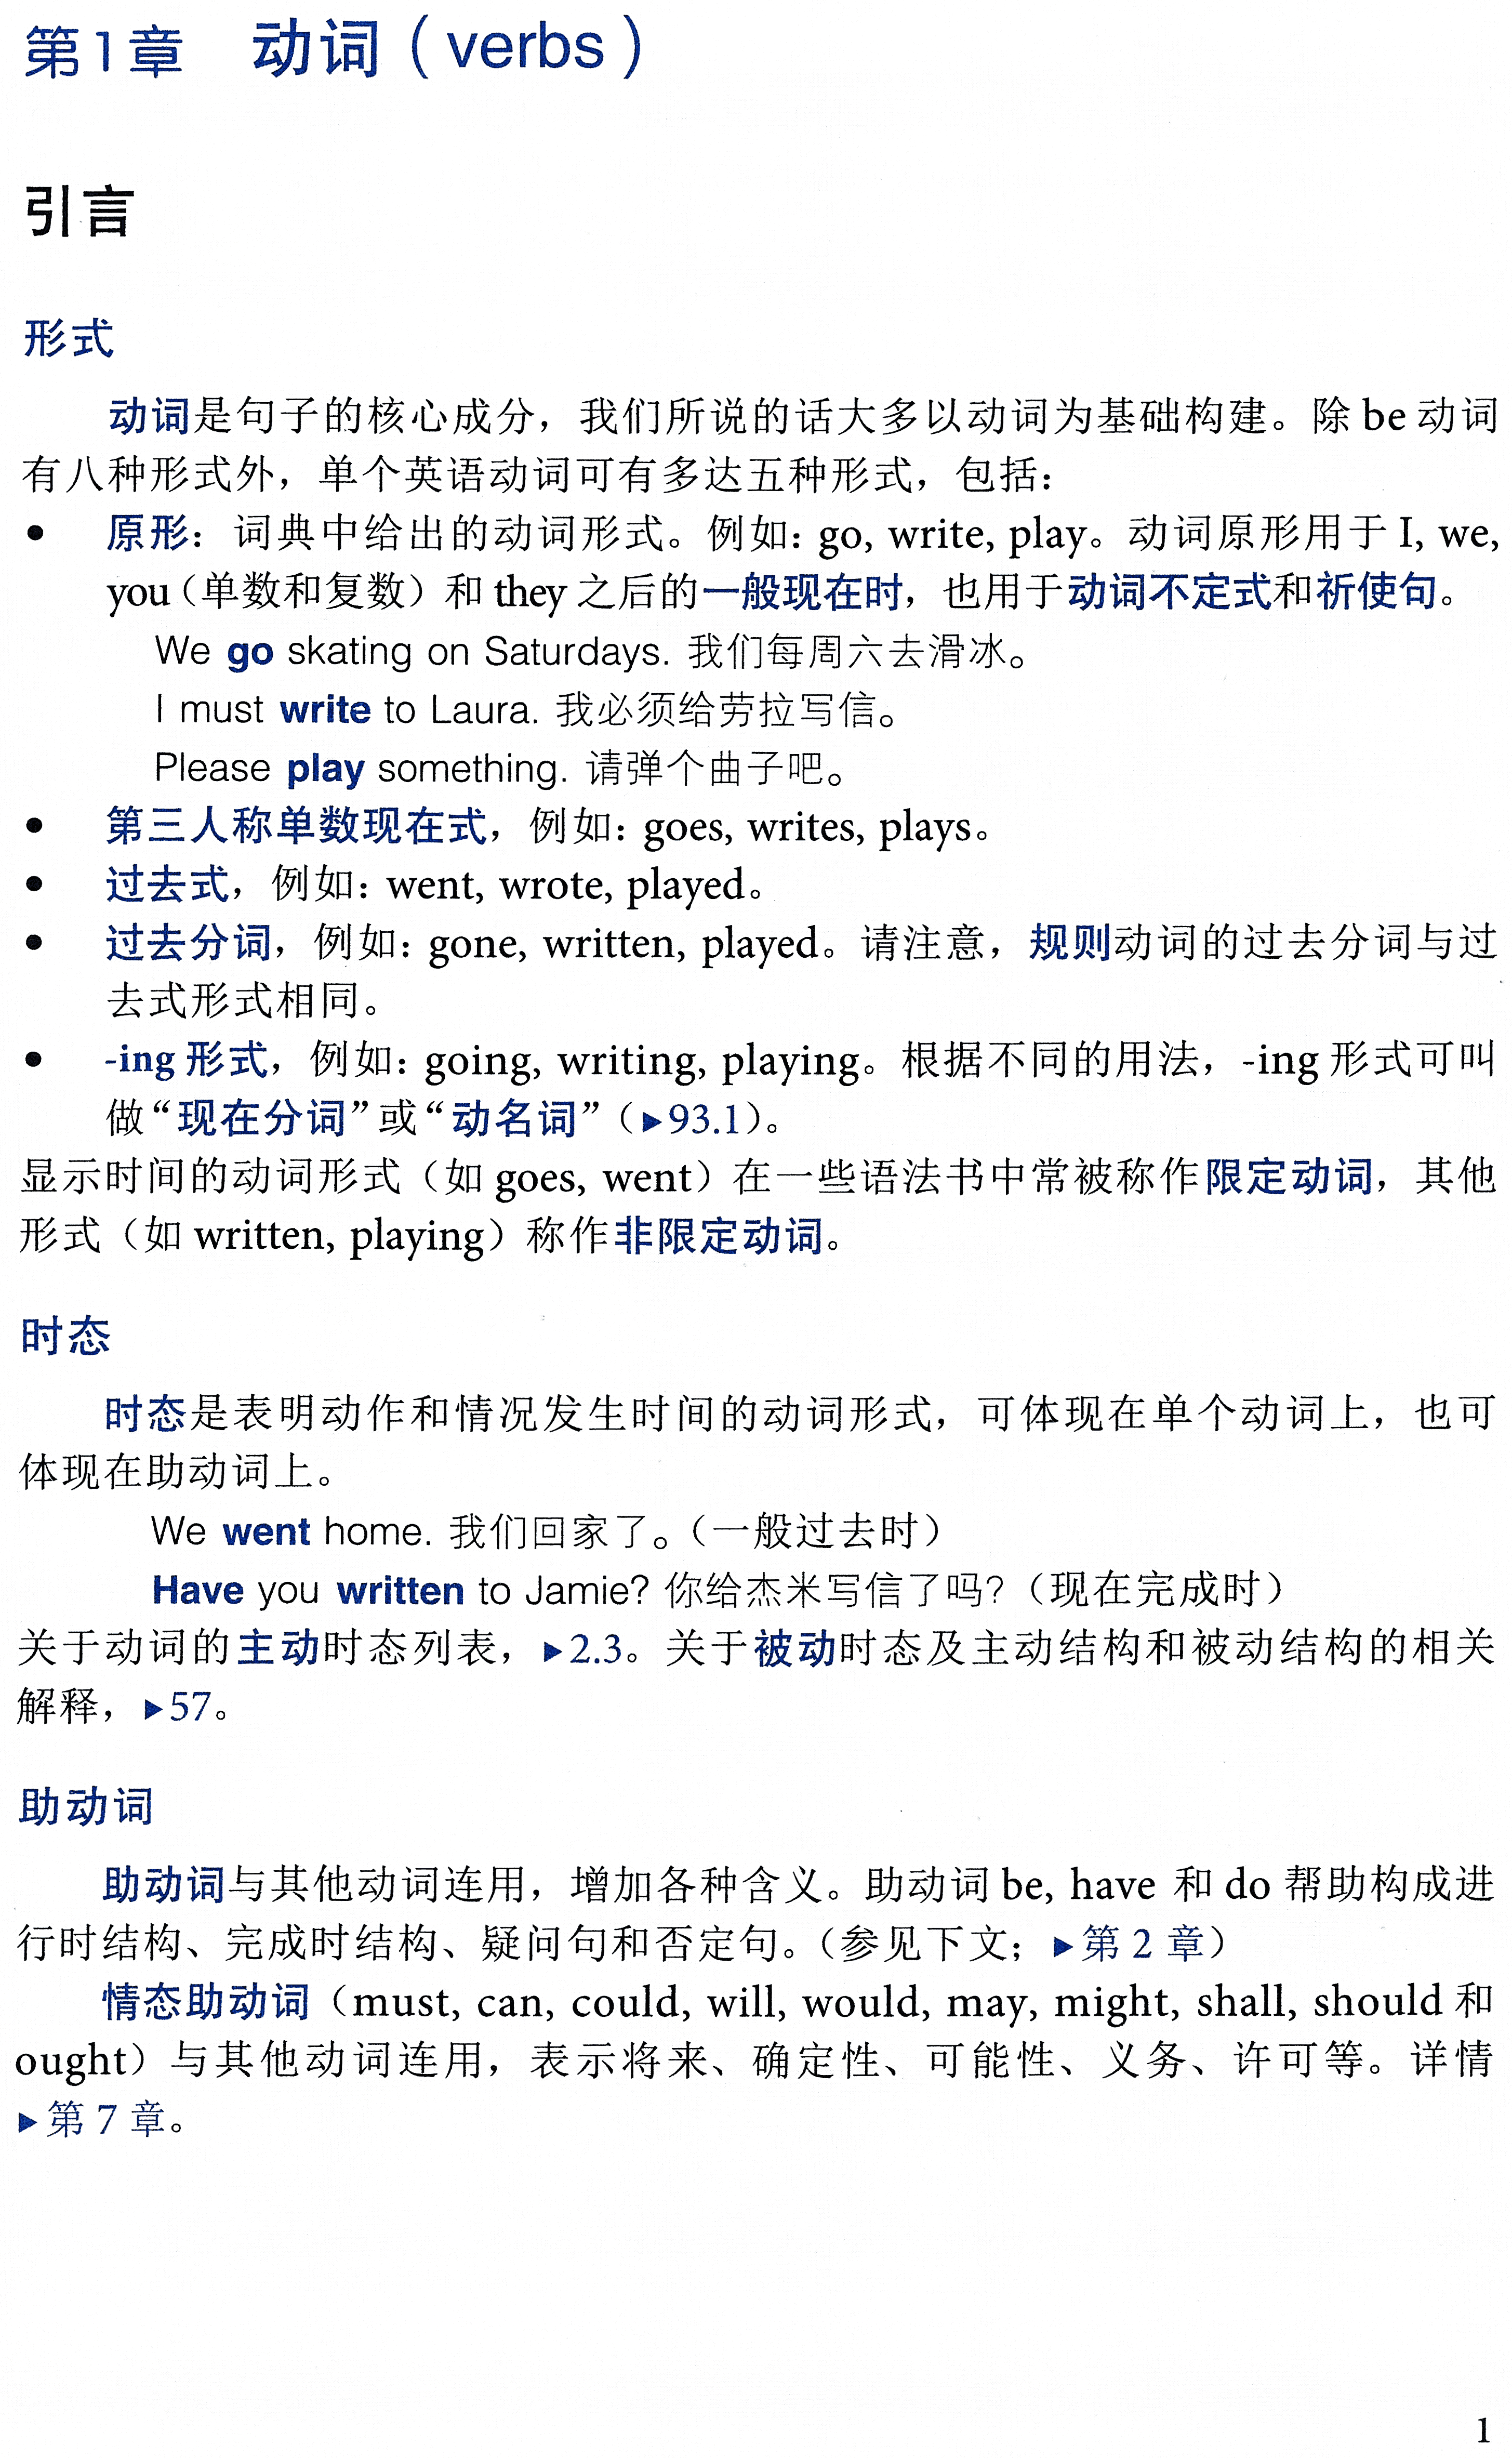 第1章 动词（verbs）
引言
形式
动词是句子的核心成分，我们所说的话大多以动词为基础构建。除 be 动词
有八种形式外，单个英语动词可有多达五种形式，包括：
• 原形：词典中给出的动词形式。例如：go, write, play。动词原形用于 I, we,
you（单数和复数）和 they 之后的一般现在时，也用于动词不定式和祈使句。
We go skating on Saturdays. 我们每周六去滑冰。
I must write to Laura. 我必须给劳拉写信。
Please play something. 请弹个曲子吧。
• 第三人称单数现在式，例如：goes, writes, plays。
• 过去式，例如：went, wrote, played。
• 过去分词，例如：gone, written, played。请注意，规则动词的过去分词与过
去式形式相同。
• -ing 形式，例如：going, writing, playing。根据不同的用法，-ing 形式可叫
做“现在分词”或“动名词”（▶93.1）。
显示时间的动词形式（如 goes, went）在一些语法书中常被称作限定动词，其他
形式（如 written, playing）称作非限定动词。
时态
时态是表明动作和情况发生时间的动词形式，可体现在单个动词上，也可
体现在助动词上。
We went home. 我们回家了。（一般过去时）
Have you written to Jamie? 你给杰米写信了吗？（现在完成时）
关于动词的主动时态列表，▶2.3。关于被动时态及主动结构和被动结构的相关
解释，▶57。
助动词
助动词与其他动词连用，增加各种含义。助动词 be, have 和 do 帮助构成进
行时结构、完成时结构、疑问句和否定句。（参见下文；▶第 2 章）
情态助动词（must, can, could, will, would, may, might, shall, should 和
ought）与其他动词连用，表示将来、确定性、可能性、义务、许可等。详情
▶第 7 章。
1